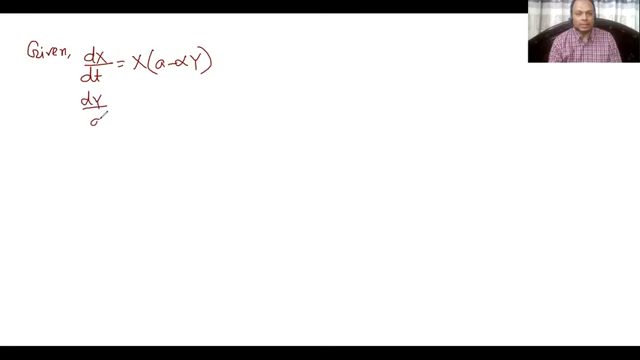 Given, dX/dt = X(a-αY)
dY/d